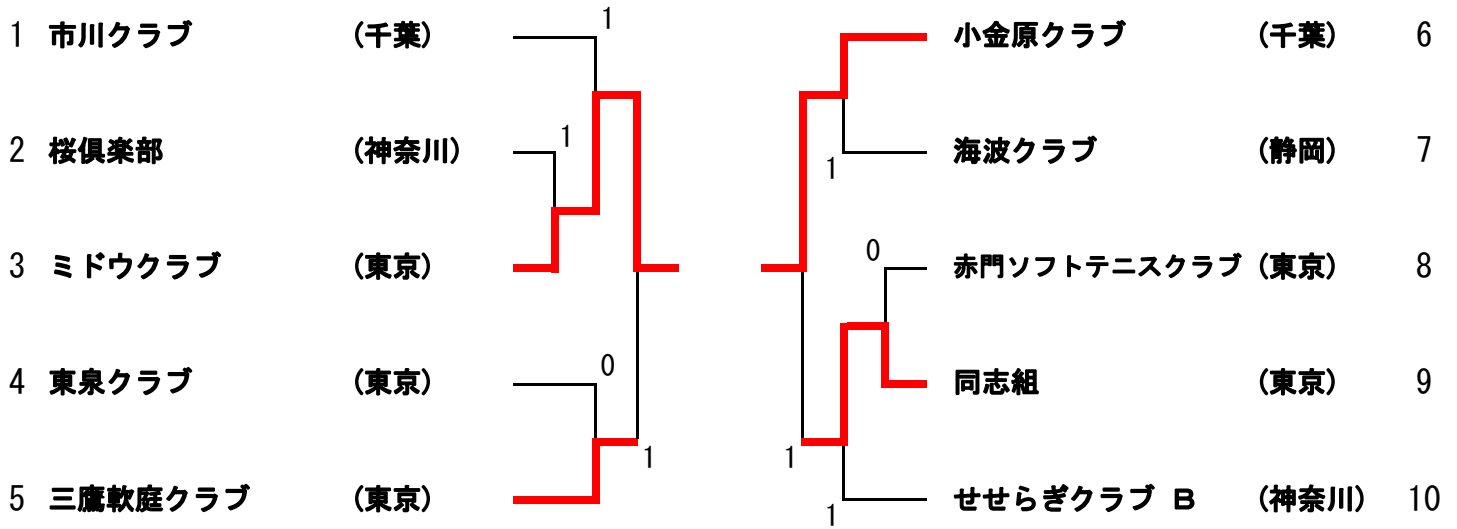 1
1 市川クラブ (千葉)
1
2 桜倶楽部 (神奈川)
3 ミドウクラブ (東京)
0
4 東泉クラブ (東京)
1
5 三鷹軟庭クラブ (東京)
小金原クラブ (千葉) 6
海波クラブ (静岡) 7
1
0
赤門ソフトテニスクラブ (東京) 8
同志組 (東京) 9
1
せせらぎクラブ B (神奈川) 10
1